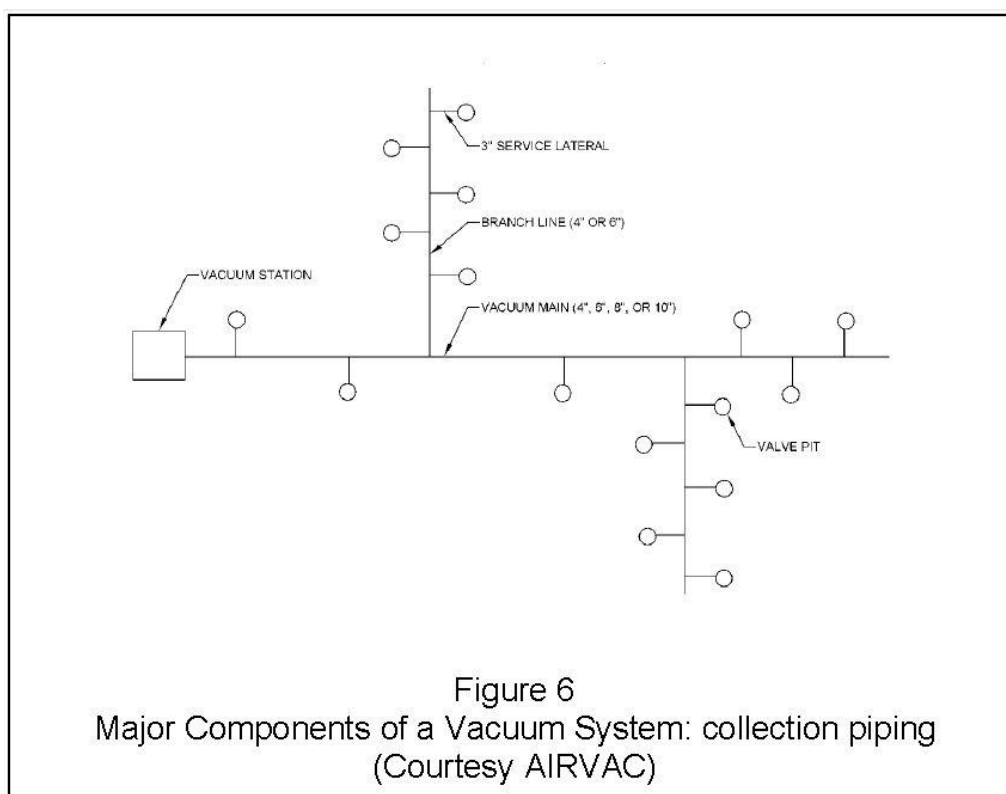 3" SERVICE LATERAL
BRANCH LINE (4" OR 6")
VACUUM STATION
VACUUM MAIN (4", 6", 8", OR 10")
VALVE PIT
Figure 6
Major Components of a Vacuum System: collection piping
(Courtesy AIRVAC)